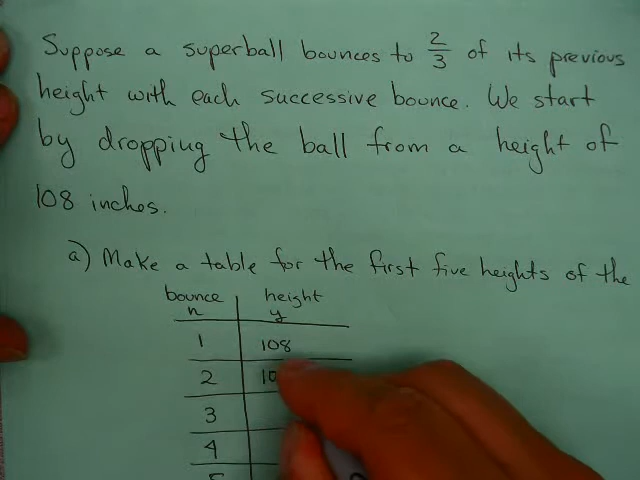 Suppose a superball bounces to 2/3 of its previous
height with each successive bounce. We start
by dropping the ball from a height of
108 inches.
a) Make a table for the first five heights of the
bounce height
n y
1 108
2 10
3
4
5